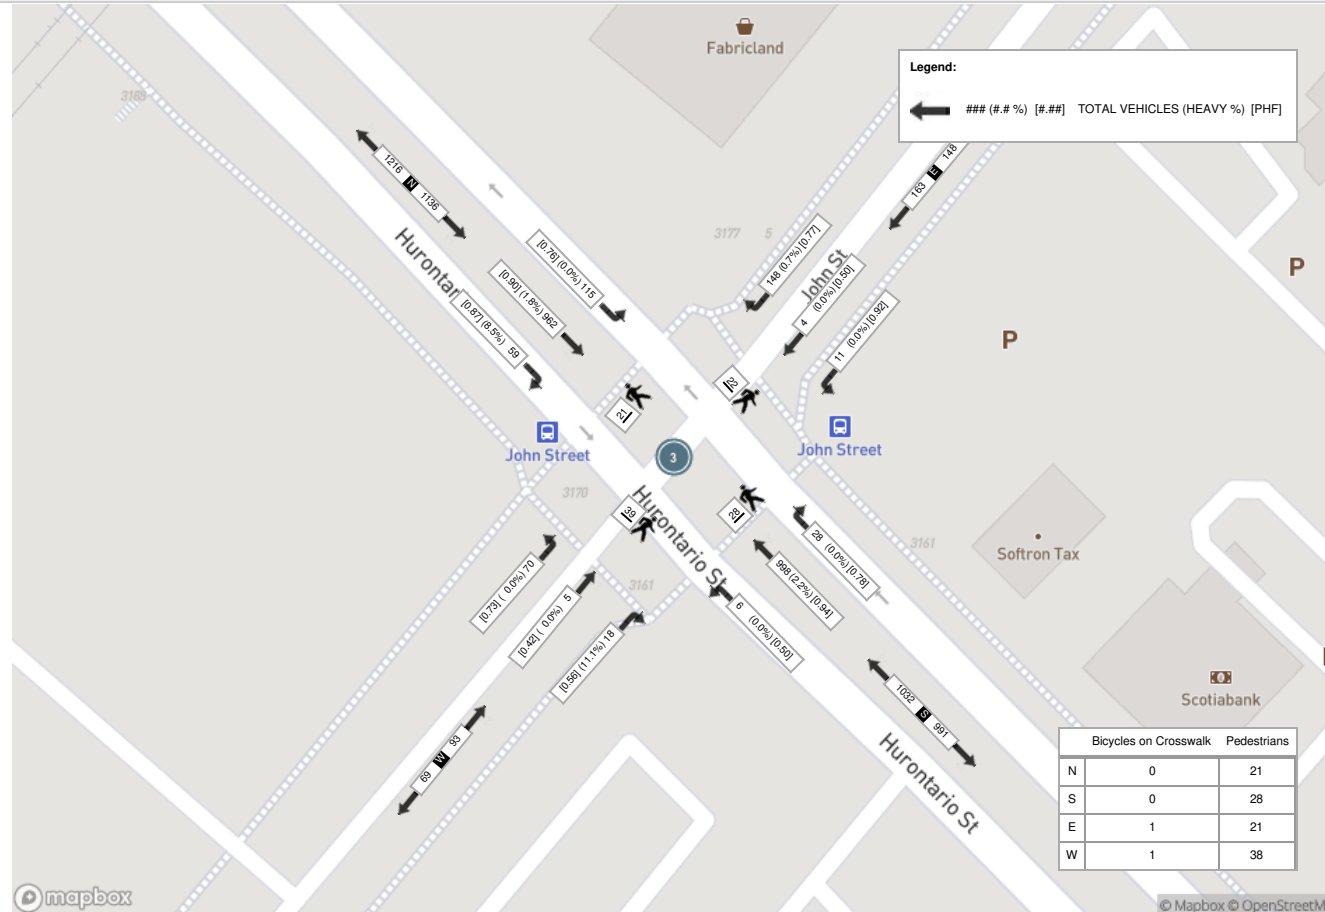 Fabricland
Legend:
### (#.# %) [#.##] TOTAL VEHICLES (HEAVY %) [PHF]
3188
1216 N 1136
163 E 148
3177 5
[0.76] (0.0%) 115
[0.90] (1.8%) 962
[0.87] (8.5%) 59
Hurontar
148 (0.7%) [0.77]
John St
4 (0.0%) [0.50]
11 (0.0%) [0.92]
P
P
22
21
John Street
John Street
3
3170
39
28
Hurontario St
3161
Softron Tax
28 (0.0%) [0.78]
998 (2.2%) [0.94]
6 (0.0%) [0.50]
[0.73] ( 0.0%) 70
[0.42] ( 0.0%) 5
[0.56] (11.1%) 18
3161
Scotiabank
1032 S 991
69 W 93
Hurontario St
Bicycles on Crosswalk Pedestrians
N 0 21
S 0 28
E 1 21
W 1 38
mapbox
© Mapbox © OpenStreetM